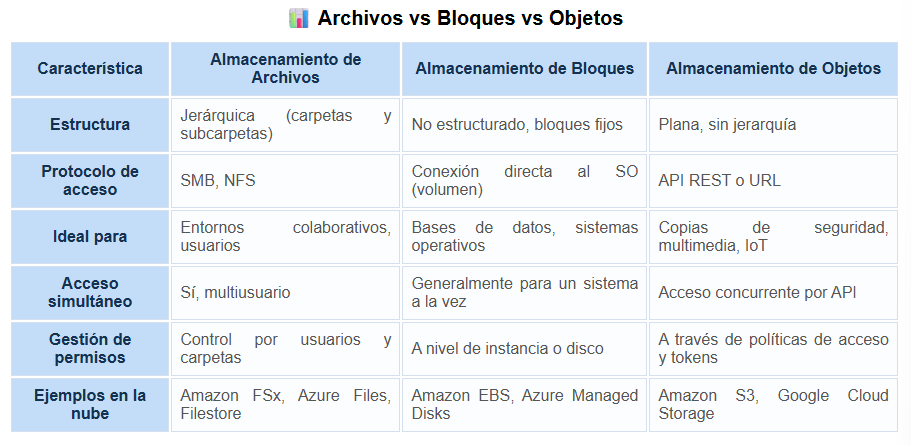 Archivos vs Bloques vs Objetos
Característica
Almacenamiento de
Archivos
Almacenamiento de Bloques
Almacenamiento de Objetos
Estructura
Jerárquica (carpetas y
subcarpetas)
No estructurado, bloques fijos
Plana, sin jerarquía
Protocolo de
acceso
SMB, NFS
Conexión directa al SO
(volumen)
API REST o URL
Ideal para
Entornos colaborativos,
usuarios
Bases de datos, sistemas
operativos
Copias de seguridad,
multimedia, IoT
Acceso
simultáneo
Sí, multiusuario
Generalmente para un sistema
a la vez
Acceso concurrente por API
Gestión de
permisos
Control por usuarios y
carpetas
A nivel de instancia o disco
A través de políticas de acceso
y tokens
Ejemplos en la
nube
Amazon FSx, Azure Files,
Filestore
Amazon EBS, Azure Managed
Disks
Amazon S3, Google Cloud
Storage